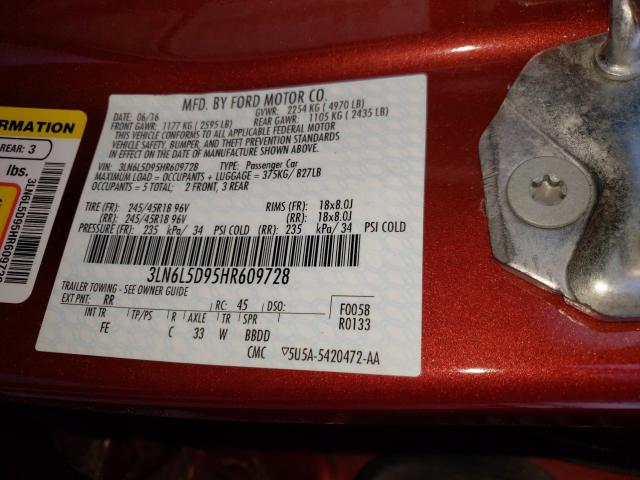 MFD. BY FORD MOTOR CO.
DATE: 06/16 GVWR: 2254 KG ( 4970 LB)
FRONT GAWR: 1177 KG ( 2595 LB) REAR GAWR: 1105 KG ( 2435 LB)
THIS VEHICLE CONFORMS TO ALL APPLICABLE FEDERAL MOTOR
VEHICLE SAFETY, BUMPER, AND THEFT PREVENTION STANDARDS
IN EFFECT ON THE DATE OF MANUFACTURE SHOWN ABOVE.
VIN: 3LN6L5D95HR609728 TYPE: Passenger Car
MAXIMUM LOAD = OCCUPANTS + LUGGAGE = 375KG/ 827LB
OCCUPANTS = 5 TOTAL: 2 FRONT, 3 REAR
TIRE (FR): 245/45R18 96V RIMS (FR): 18x8.0J
(RR): 245/45R18 96V (RR): 18x8.0J
PRESSURE (FR): 235 kPa/ 34 PSI COLD (RR): 235 kPa/ 34 PSI COLD
3LN6L5D95HR609728
TRAILER TOWING – SEE OWNER GUIDE
EXT PNT: RR RC: 45 DSO: F0058
INT TR TP/PS R AXLE TR SPR R0133
FE C 33 W BBDD
CMC ▽5U5A-5420472-AA
RMATION
REAR: 3
lbs.
3LN6L5D95HR609728